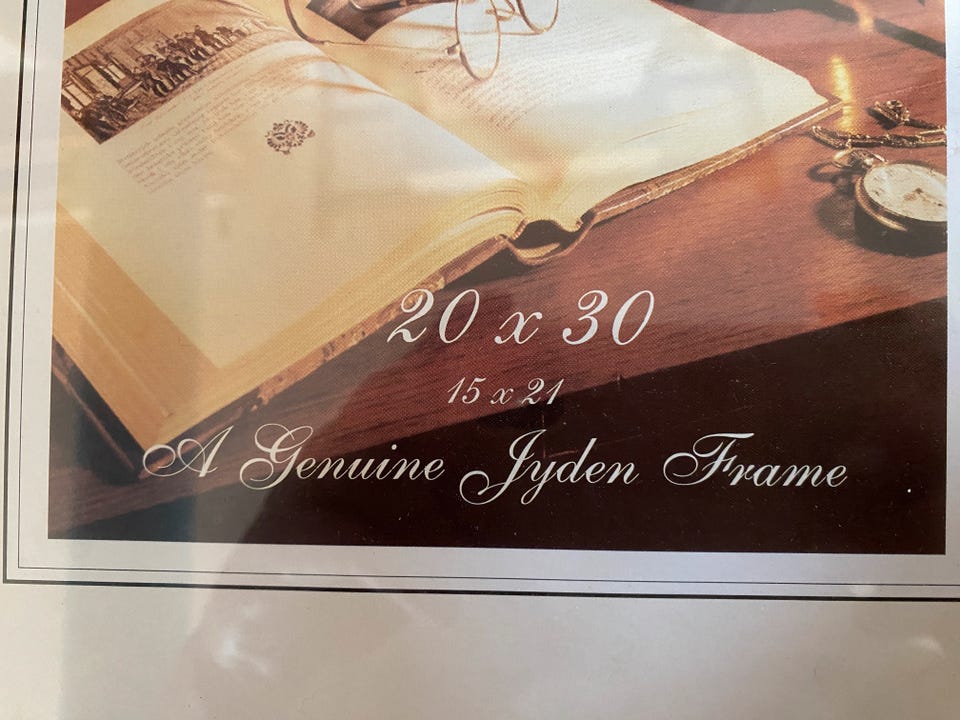 20 x 30
15 x 21
A Genuine Jyden Frame